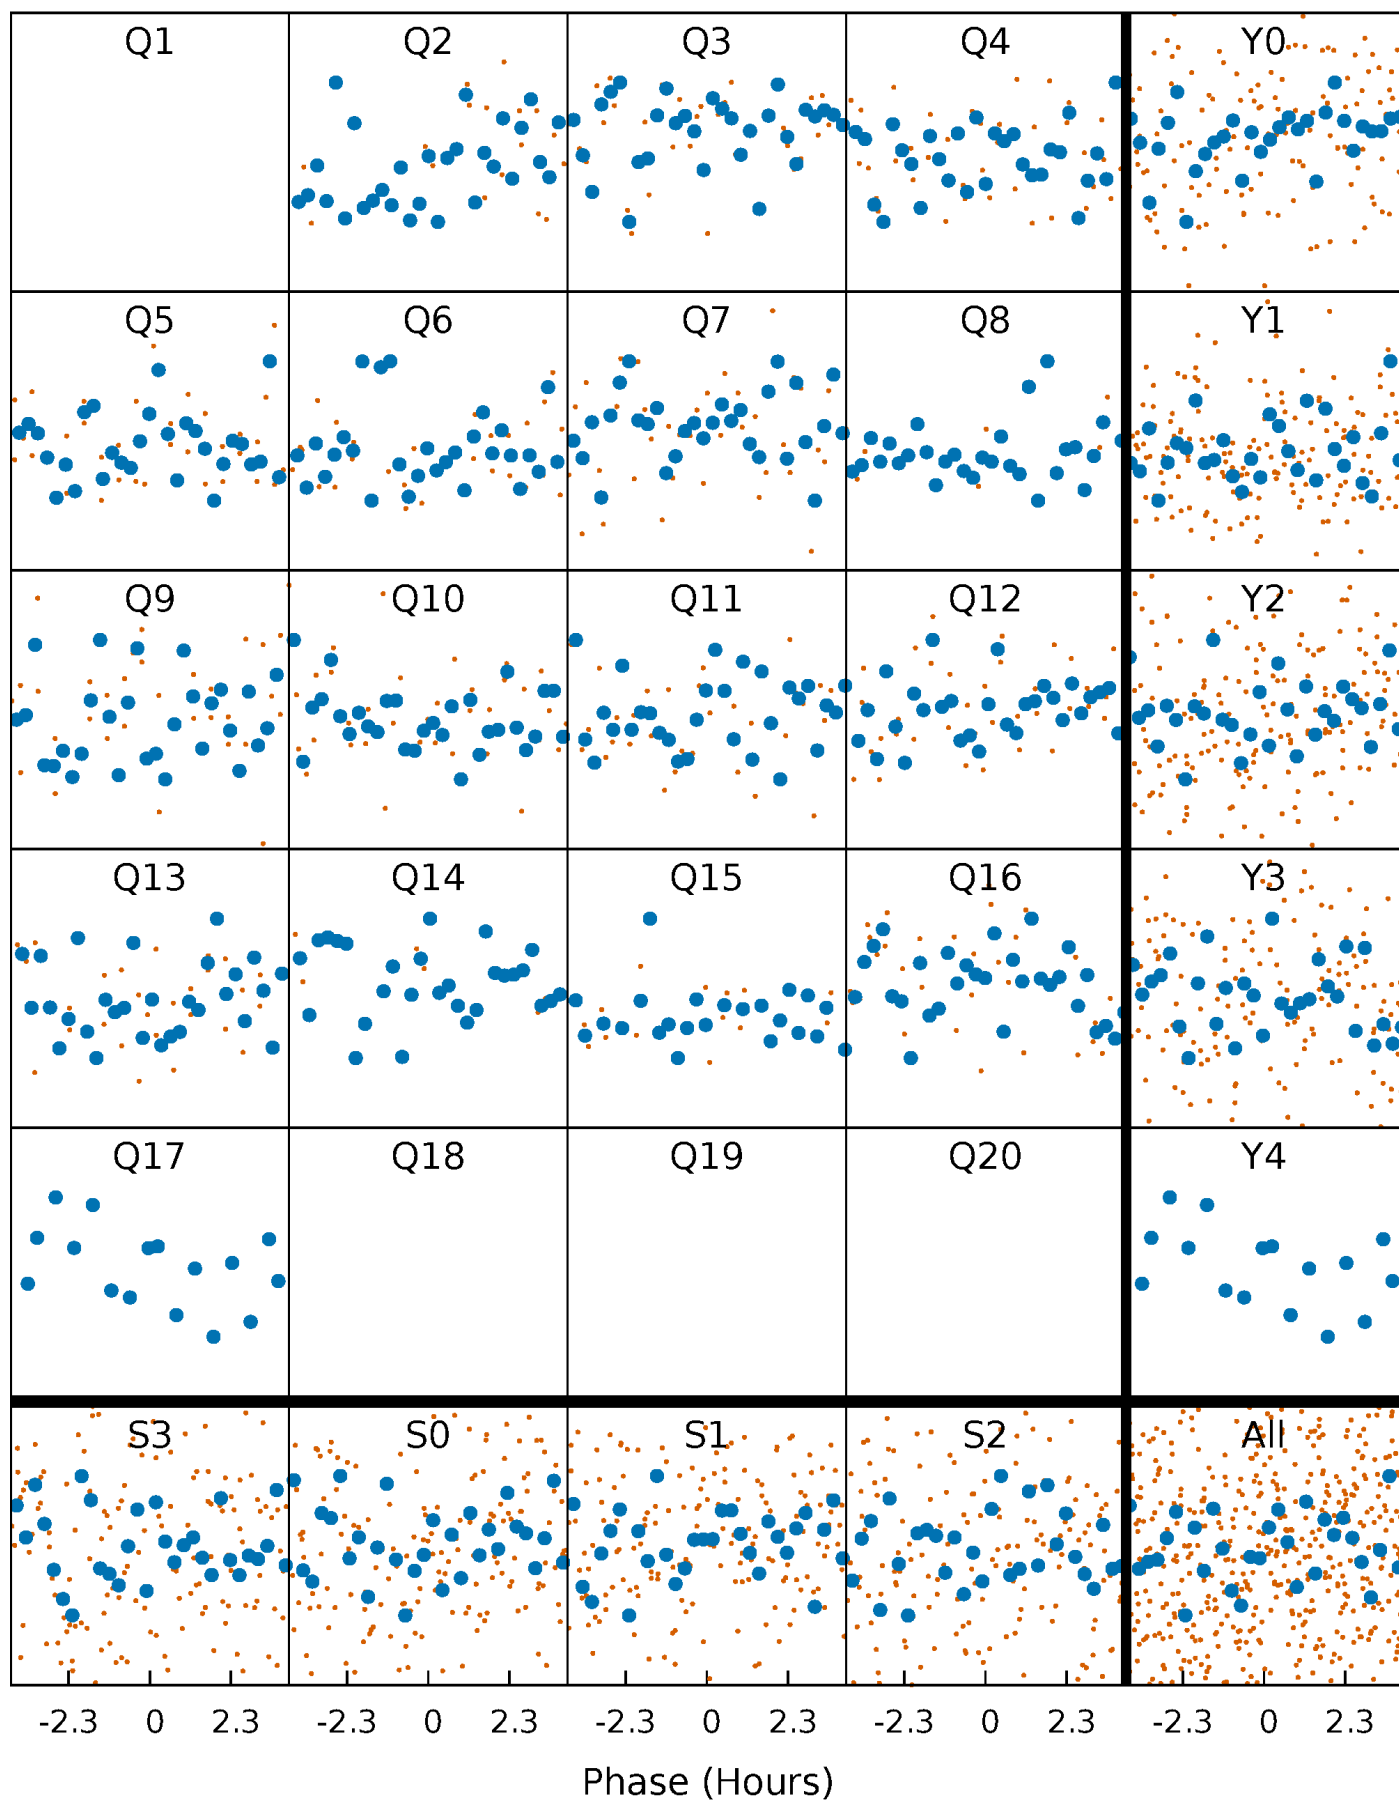 Q1 Q2 Q3 Q4 Y0
Q5 Q6 Q7 Q8 Y1
Q9 Q10 Q11 Q12 Y2
Q13 Q14 Q15 Q16 Y3
Q17 Q18 Q19 Q20 Y4
S3 S0 S1 S2 All
-2.3 0 2.3 -2.3 0 2.3 -2.3 0 2.3 -2.3 0 2.3 -2.3 0 2.3
Phase (Hours)